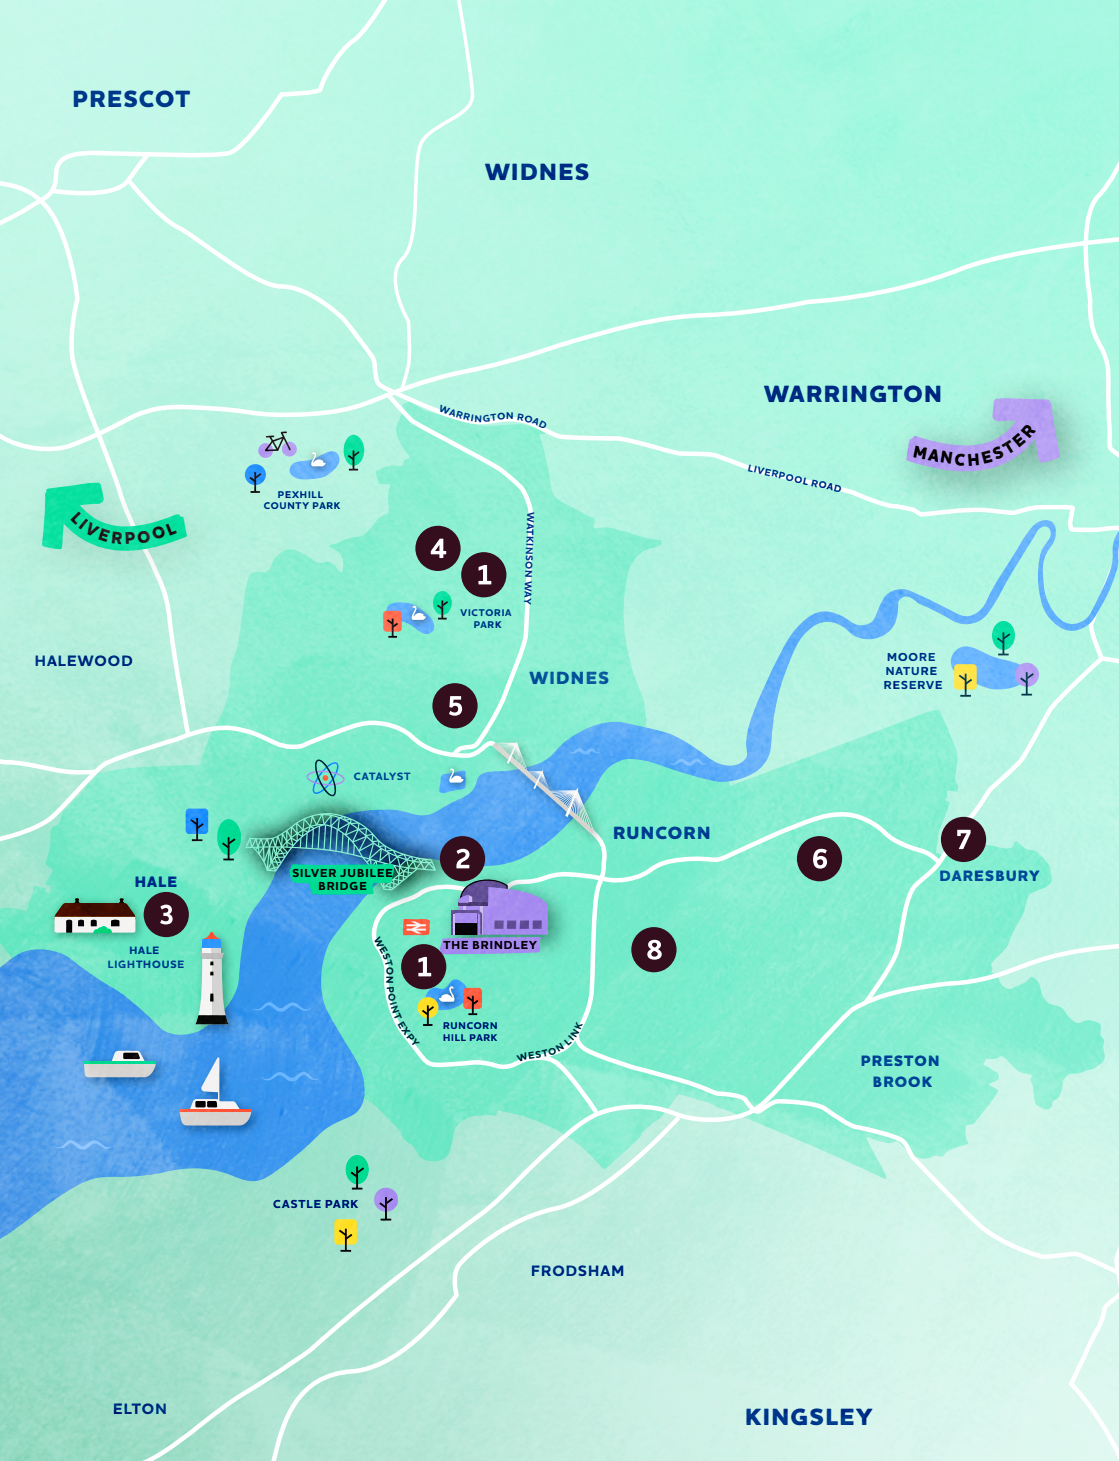 PRESCOT
WIDNES
WARRINGTON
WARRINGTON ROAD
MANCHESTER
LIVERPOOL ROAD
PEXHILL
COUNTY PARK
LIVERPOOL
WATKINSON WAY
4
1
VICTORIA
PARK
HALEWOOD
MOORE
NATURE
RESERVE
WIDNES
5
CATALYST
RUNCORN
7
2
6
SILVER JUBILEE
BRIDGE
DARESBURY
HALE
3
THE BRINDLEY
8
HALE
LIGHTHOUSE
1
WESTON POINT EXPY
RUNCORN
HILL PARK
WESTON LINK
PRESTON
BROOK
CASTLE PARK
FRODSHAM
ELTON
KINGSLEY